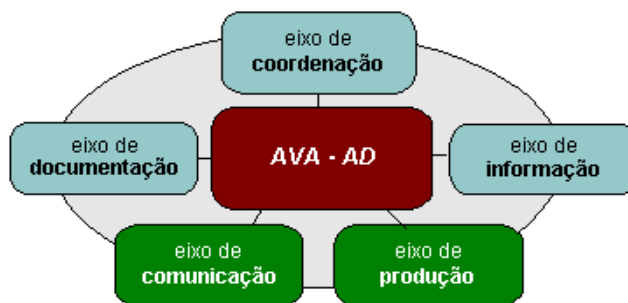 eixo de
coordenação
eixo de
documentação
AVA - AD
eixo de
informação
eixo de
comunicação
eixo de
produção